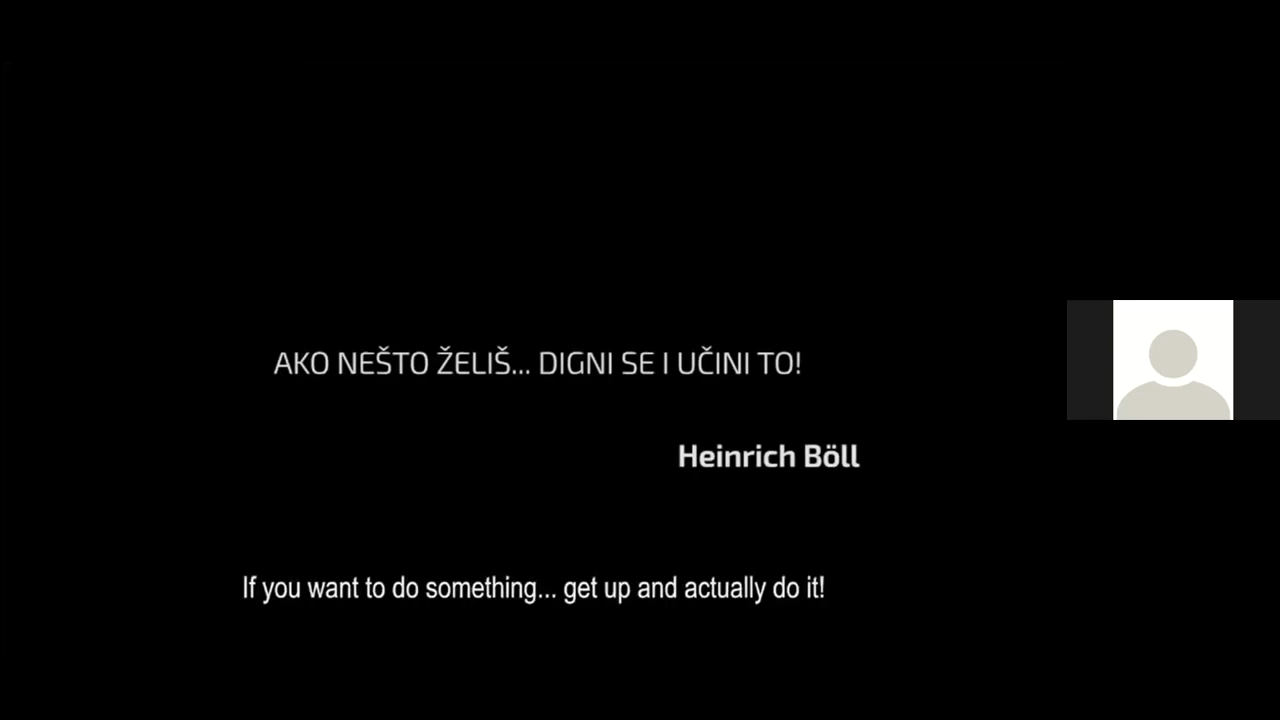 AKO NEŠTO ŽELIŠ... DIGNI SE I UČINI TO!
Heinrich Böll
If you want to do something... get up and actually do it!